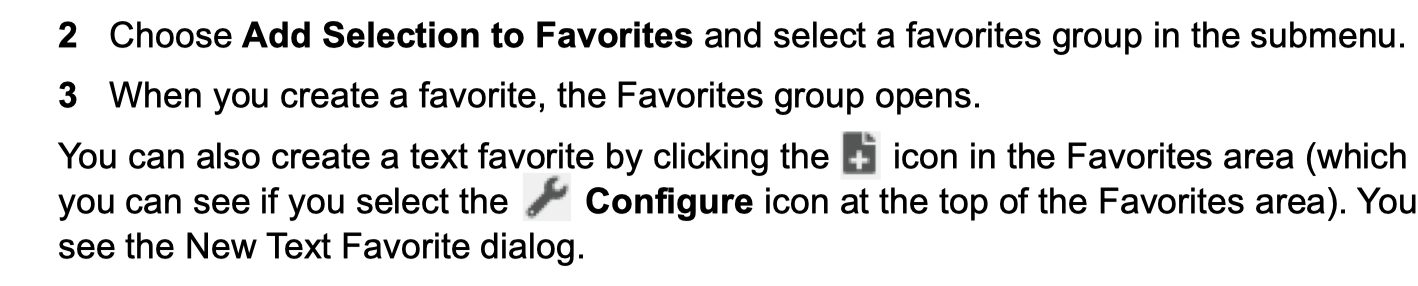 2 Choose Add Selection to Favorites and select a favorites group in the submenu.
3 When you create a favorite, the Favorites group opens.
You can also create a text favorite by clicking the icon in the Favorites area (which
you can see if you select the Configure icon at the top of the Favorites area). You
see the New Text Favorite dialog.